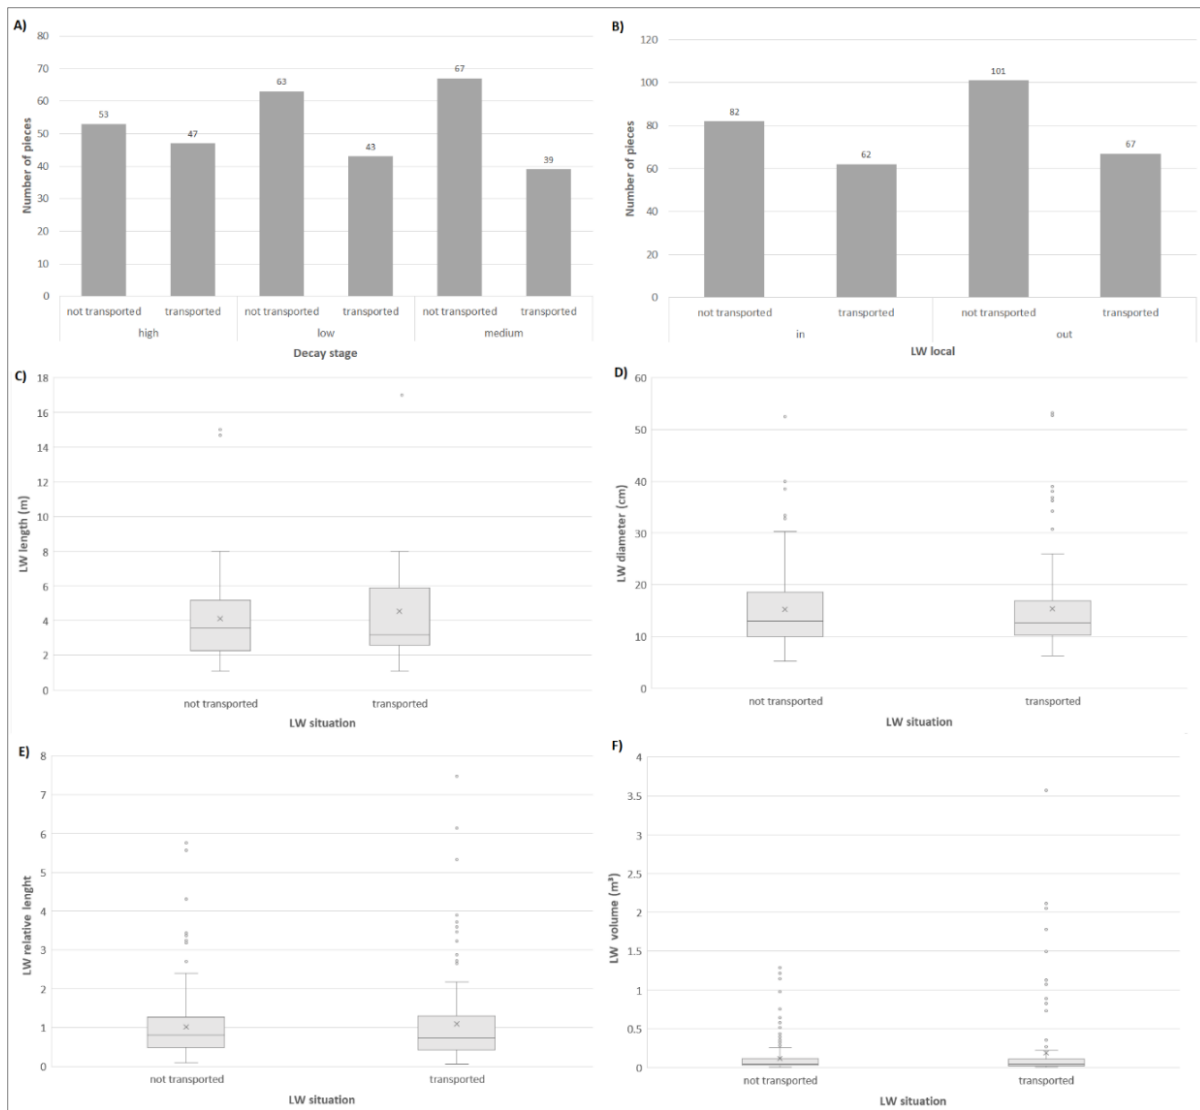 A)
80
70
60
50
40
30
20
10
0
Number of pieces
53
47
63
43
67
39
not transported transported not transported transported not transported transported
high low medium
Decay stage
B)
120
100
80
60
40
20
0
Number of pieces
82
62
101
67
not transported transported not transported transported
in out
LW local
C)
18
16
14
12
10
8
6
4
2
0
LW length (m)
not transported transported
LW situation
D)
60
50
40
30
20
10
0
LW diameter (cm)
not transported transported
LW situation
E)
8
7
6
5
4
3
2
1
0
LW relative lenght
not transported transported
LW situation
F)
4
3.5
3
2.5
2
1.5
1
0.5
0
LW volume (m³)
not transported transported
LW situation